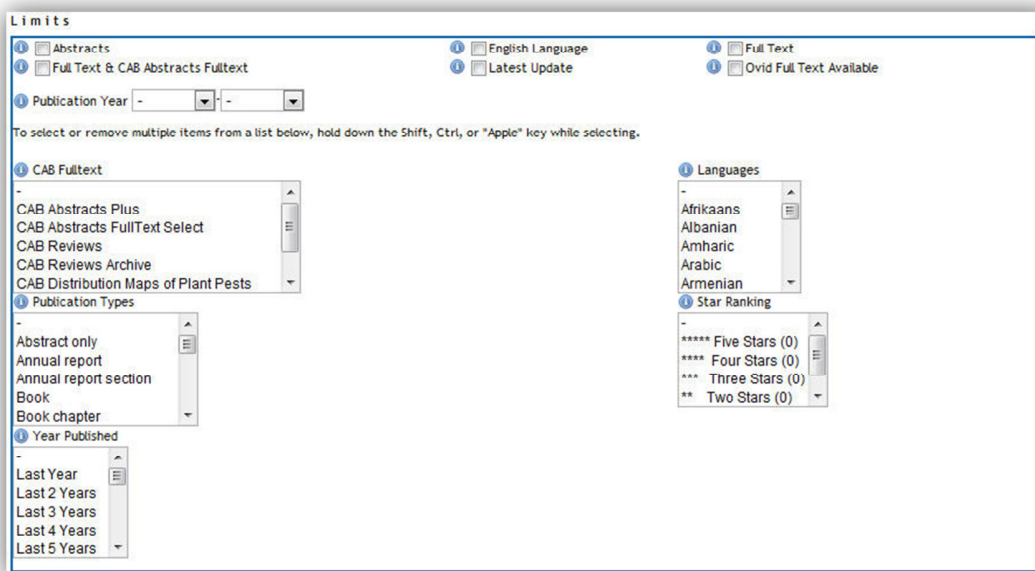 Limits
Abstracts English Language Full Text
Full Text & CAB Abstracts Fulltext Latest Update Ovid Full Text Available
Publication Year - - -
To select or remove multiple items from a list below, hold down the Shift, Ctrl, or "Apple" key while selecting.
CAB Fulltext
-
CAB Abstracts Plus
CAB Abstracts FullText Select
CAB Reviews
CAB Reviews Archive
CAB Distribution Maps of Plant Pests
Languages
-
Afrikaans
Albanian
Amharic
Arabic
Armenian
Publication Types
-
Abstract only
Annual report
Annual report section
Book
Book chapter
Star Ranking
-
***** Five Stars (0)
**** Four Stars (0)
*** Three Stars (0)
** Two Stars (0)
Year Published
-
Last Year
Last 2 Years
Last 3 Years
Last 4 Years
Last 5 Years